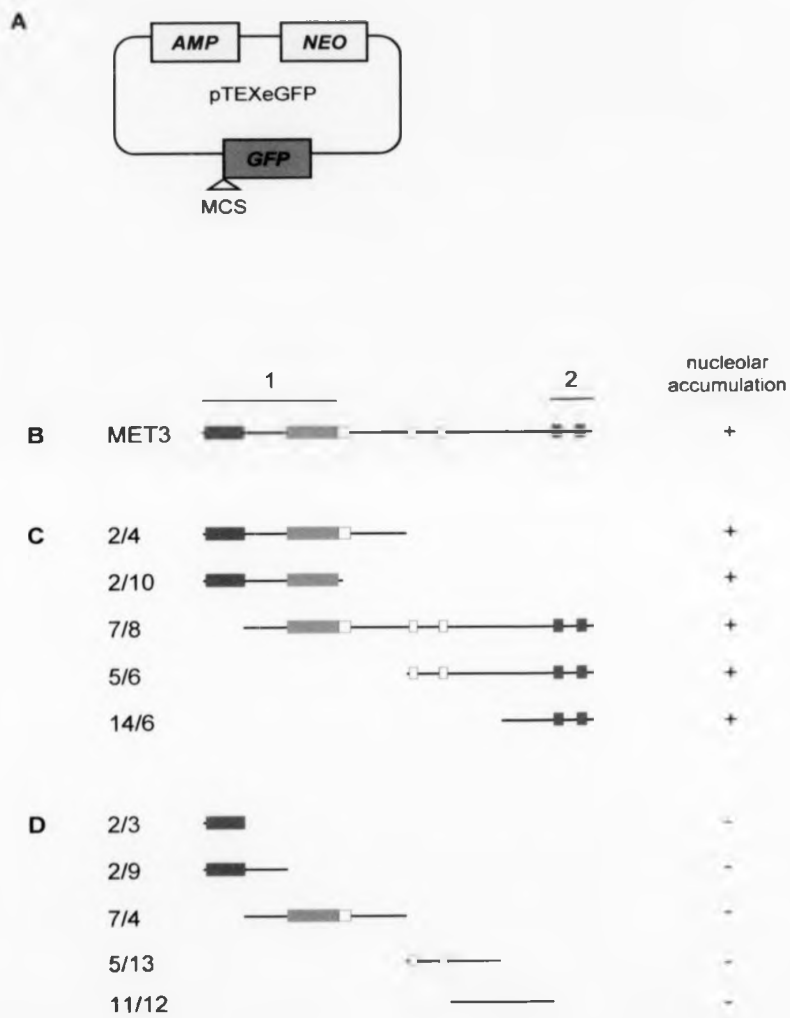 A
AMP NEO
pTEXeGFP
GFP
MCS
nucleolar
accumulation
1 2
B MET3 +
C 2/4 +
2/10 +
7/8 +
5/6 +
14/6 +
D 2/3 -
2/9 -
7/4 -
5/13 -
11/12 -